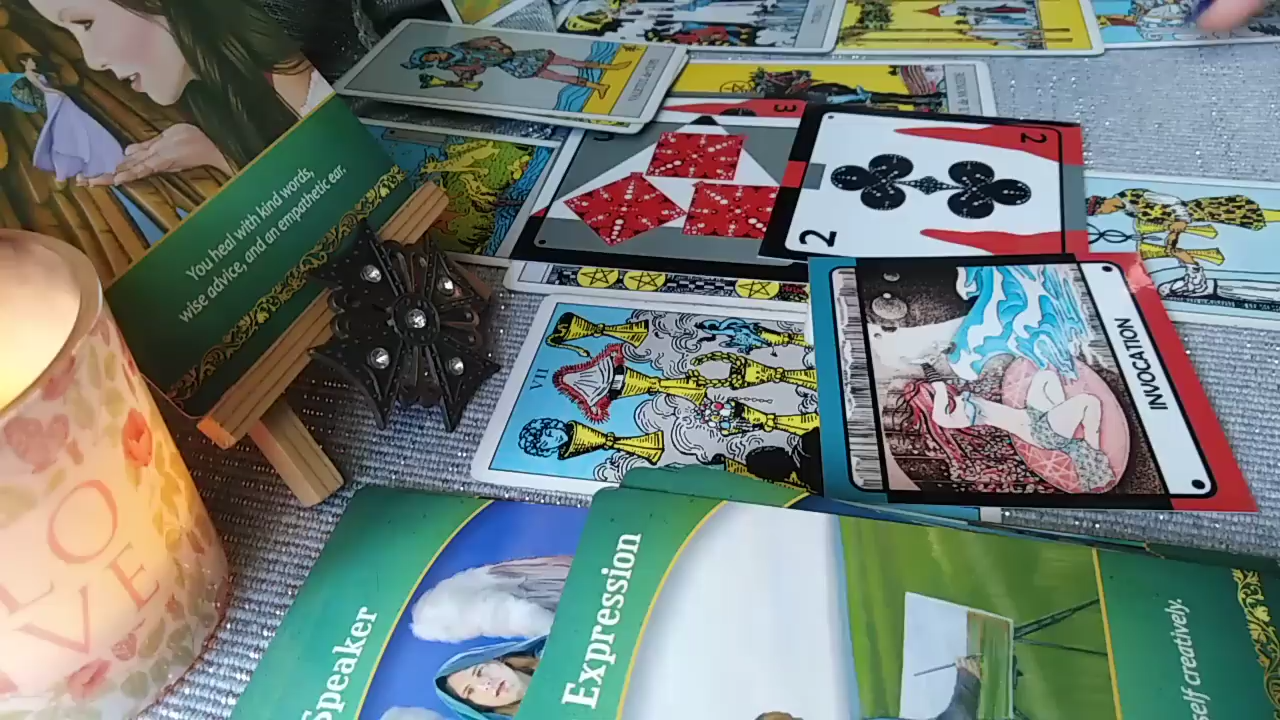 You heal with kind words,
wise advice, and an empathetic ear.
3
2
2
VII
INVOCATION
LOVE
Speaker
Expression
self creatively.